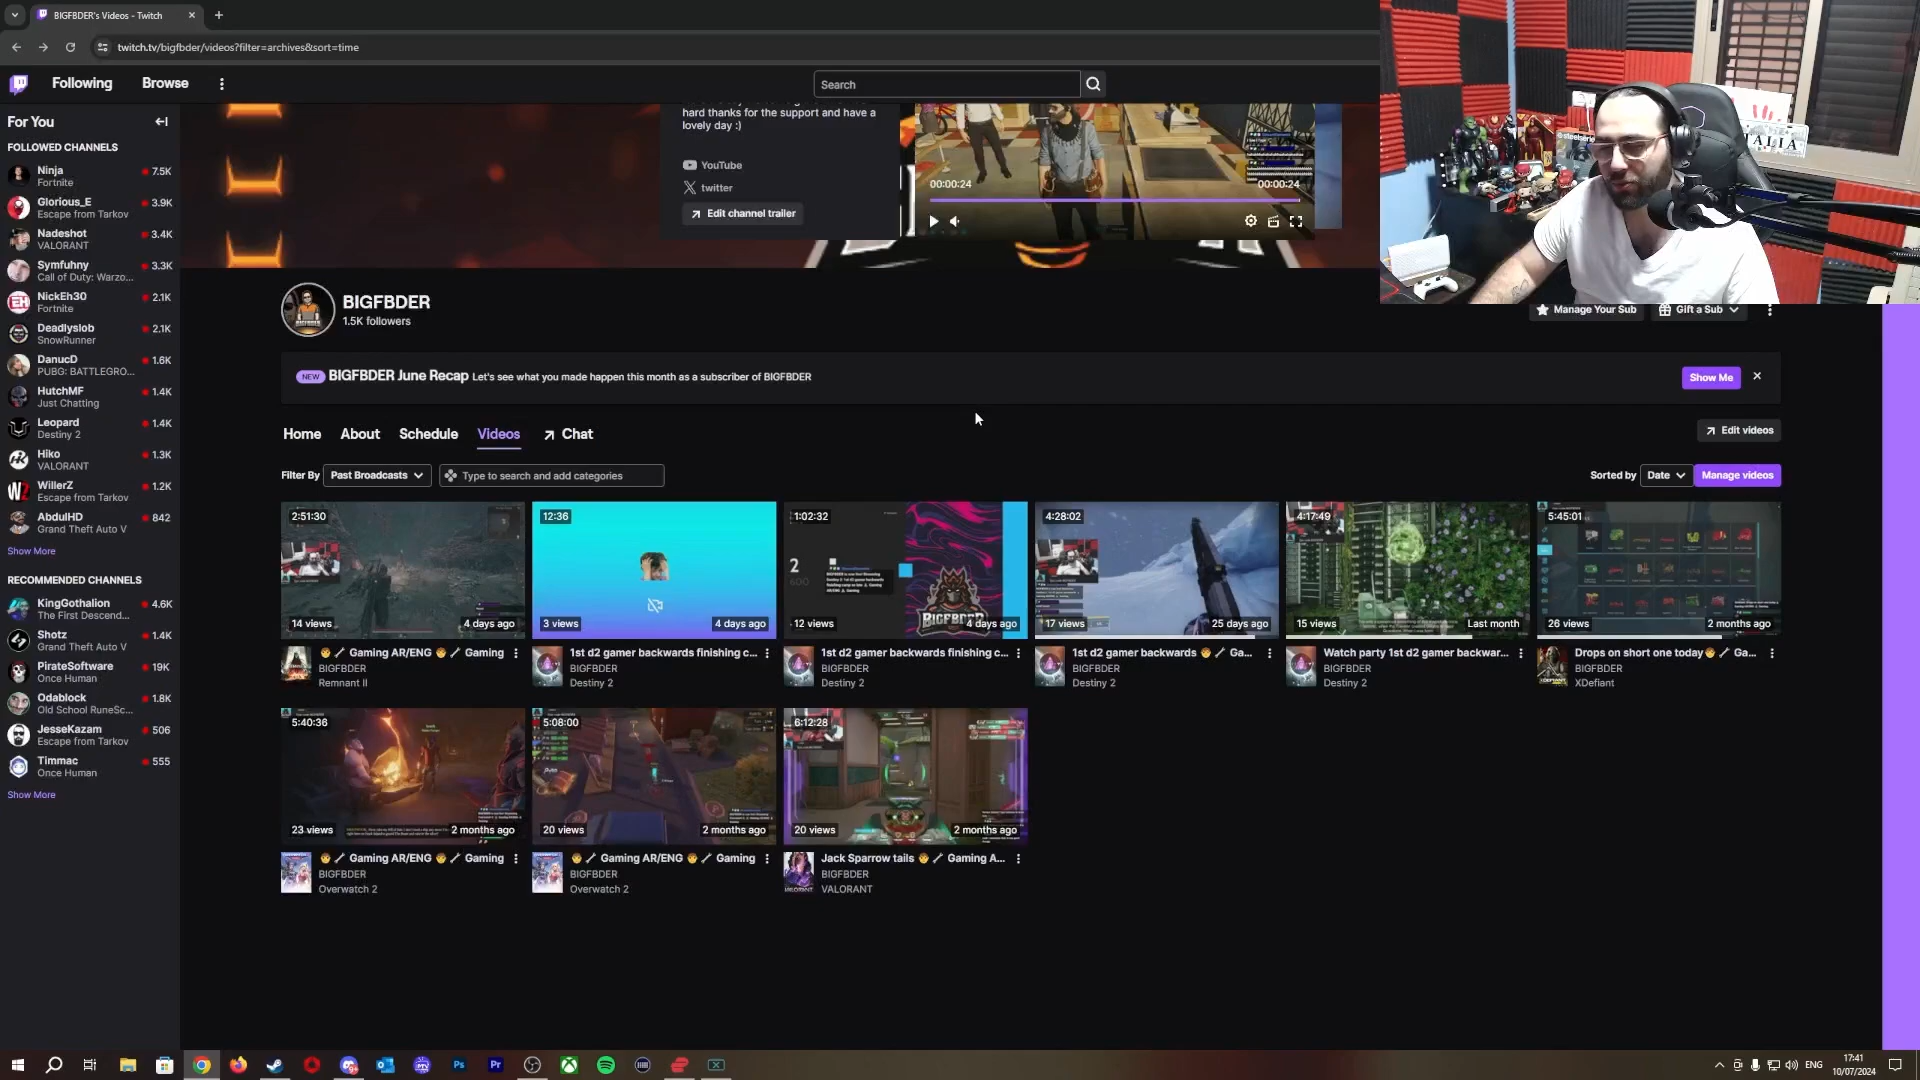 BIGFBDER's Videos - Twitch
twitch.tv/bigfbder/videos?filter=archives&sort=time
Following
Browse
Search
For You
FOLLOWED CHANNELS
Ninja
7.5K
Fortnite
Glorious_E
3.9K
Escape from Tarkov
Nadeshot
3.4K
VALORANT
Symfuhny
3.3K
Call of Duty: Warzo...
NickEh30
2.1K
Fortnite
Deadlyslob
2.1K
SnowRunner
DanucD
1.6K
PUBG: BATTLEGRO...
HutchMF
1.4K
Just Chatting
Leopard
1.4K
Destiny 2
Hiko
1.3K
VALORANT
WillerZ
1.2K
Escape from Tarkov
AbdulHD
842
Grand Theft Auto V
Show More
RECOMMENDED CHANNELS
KingGothalion
4.6K
The First Descend...
Shotz
1.4K
Grand Theft Auto V
PirateSoftware
19K
Once Human
Odablock
1.8K
Old School RuneSc...
JesseKazam
506
Escape from Tarkov
Timmac
555
Once Human
Show More
hard thanks for the support and have a
lovely day :)
YouTube
twitter
Edit channel trailer
00:00:24
00:00:24
BIGFBDER
1.5K followers
Manage Your Sub
Gift a Sub
NEW BIGFBDER June Recap Let's see what you made happen this month as a subscriber of BIGFBDER
Show Me
Home
About
Schedule
Videos
Chat
Edit videos
Filter By
Past Broadcasts
Type to search and add categories
Sorted by
Date
Manage videos
2:51:30
14 views
4 days ago
Gaming AR/ENG
Gaming
BIGFBDER
Remnant II
12:36
3 views
4 days ago
1st d2 gamer backwards finishing c...
BIGFBDER
Destiny 2
1:02:32
12 views
4 days ago
1st d2 gamer backwards finishing c...
BIGFBDER
Destiny 2
4:28:02
17 views
25 days ago
1st d2 gamer backwards
Ga...
BIGFBDER
Destiny 2
4:17:49
15 views
Last month
Watch party 1st d2 gamer backwar...
BIGFBDER
Destiny 2
5:45:01
26 views
2 months ago
Drops on short one today
Ga...
BIGFBDER
XDefiant
5:40:36
23 views
2 months ago
Gaming AR/ENG
Gaming
BIGFBDER
Overwatch 2
5:08:00
20 views
2 months ago
Gaming AR/ENG
Gaming
BIGFBDER
Overwatch 2
6:12:28
20 views
2 months ago
Jack Sparrow tails
Gaming A...
BIGFBDER
VALORANT
ENG
17:41
10/07/2024